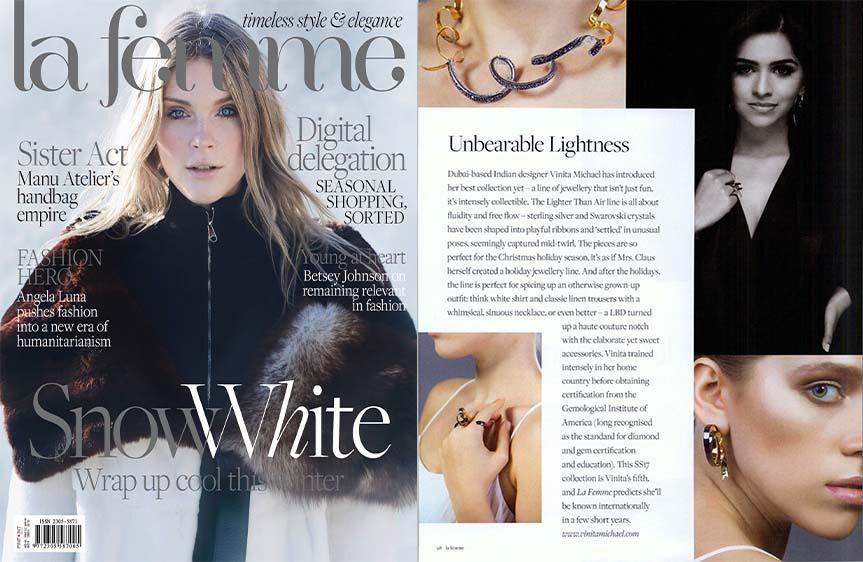 timeless style & elegance
la femme
Sister Act
Manu Atelier's
handbag
empire
Digital
delegation
SEASONAL
SHOPPING,
SORTED
FASHION
HERO
Angela Luna
pushes fashion
into a new era of
humanitarianism
Young at heart
Betsey Johnson on
remaining relevant
in fashion
Snow White
Wrap up cool this winter
ISSN 2305-5871
Unbearable Lightness
Dubai-based Indian designer Vinita Michael has introduced
her best collection yet – a line of jewellery that isn't just fun,
it's intensely collectible. The Lighter Than Air line is all about
fluidity and free flow – sterling silver and Swarovski crystals
have been shaped into playful ribbons and 'settled' in unusual
poses, seemingly captured mid-twirl. The pieces are so
perfect for the Christmas holiday season, it's as if Mrs. Claus
herself created a holiday jewellery line. And after the holidays,
the line is perfect for spicing up an otherwise grown-up
outfit: think white shirt and classic linen trousers with a
whimsical, sinuous necklace, or even better – a LBD turned
up a haute couture notch
with the elaborate yet sweet
accessories. Vinita trained
intensely in her home
country before obtaining
certification from the
Gemological Institute of
America (long recognised
as the standard for diamond
and gem certification
and education). This SS17
collection is Vinita's fifth,
and La Femme predicts she'll
be known internationally
in a few short years.
www.vinitamichael.com
la femme